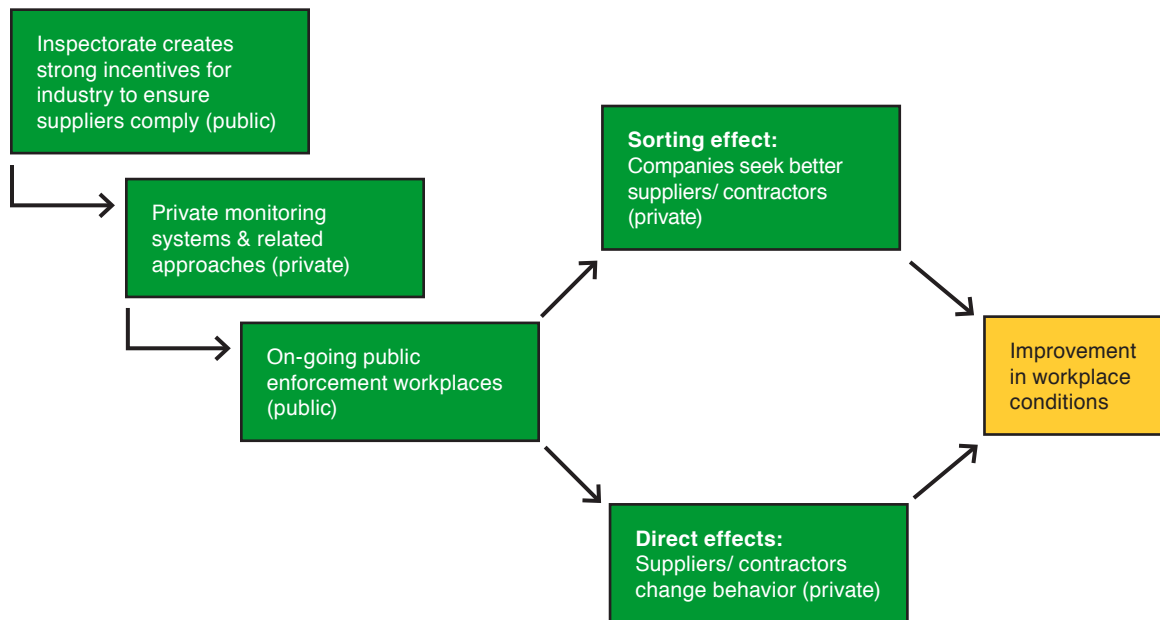 Inspectorate creates
strong incentives for
industry to ensure
suppliers comply (public)
Private monitoring
systems & related
approaches (private)
On-going public
enforcement workplaces
(public)
Sorting effect:
Companies seek better
suppliers/ contractors
(private)
Direct effects:
Suppliers/ contractors
change behavior (private)
Improvement
in workplace
conditions